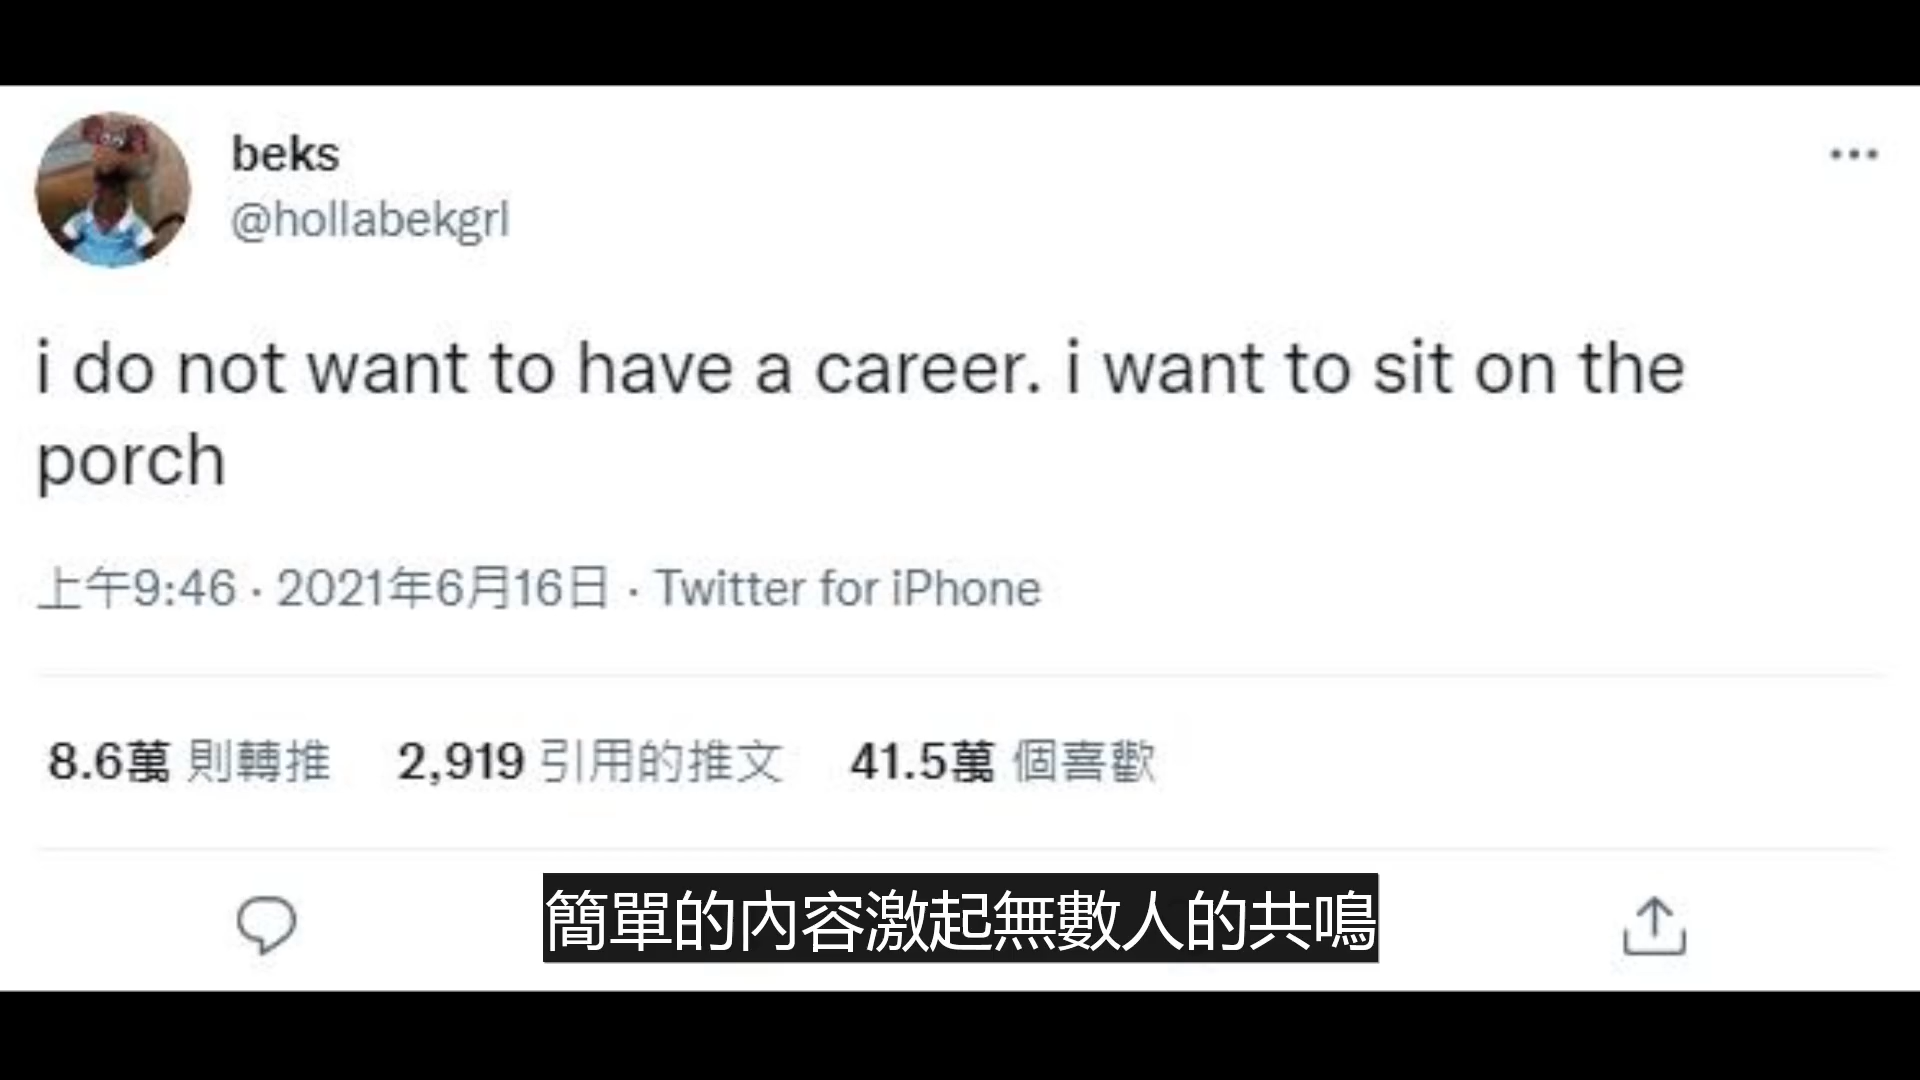 beks
@hollabekgrl
i do not want to have a career. i want to sit on the
porch
上午9:46 · 2021年6月16日 · Twitter for iPhone
8.6萬 則轉推 2,919 引用的推文 41.5萬 個喜歡
簡單的內容激起無數人的共鳴